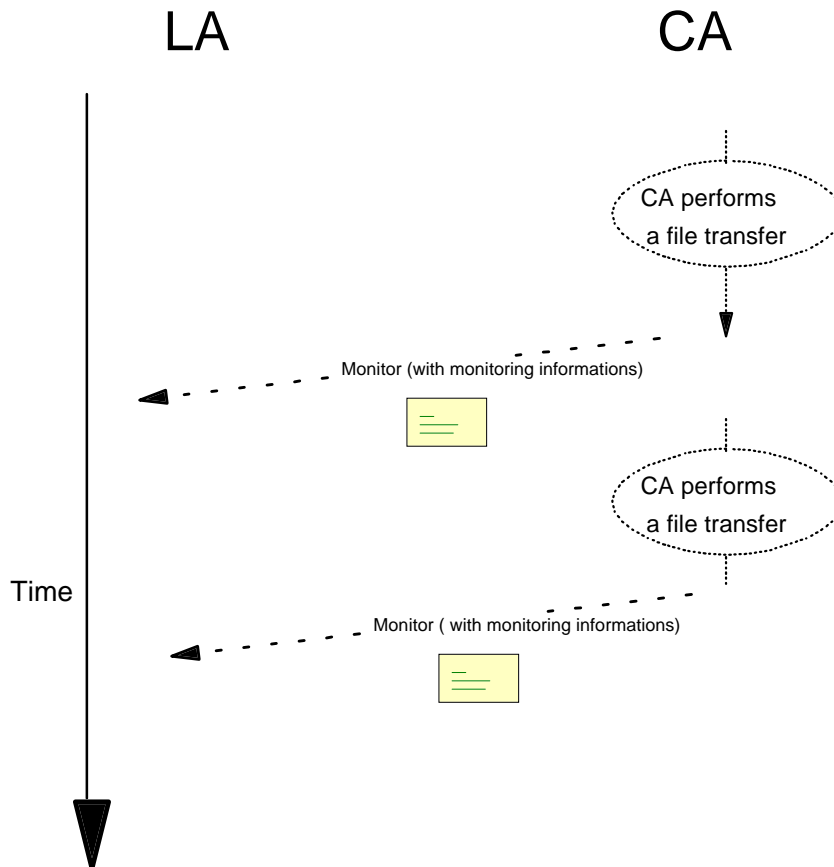 LA
CA
CA performs
a file transfer
Monitor (with monitoring informations)
CA performs
a file transfer
Time
Monitor ( with monitoring informations)